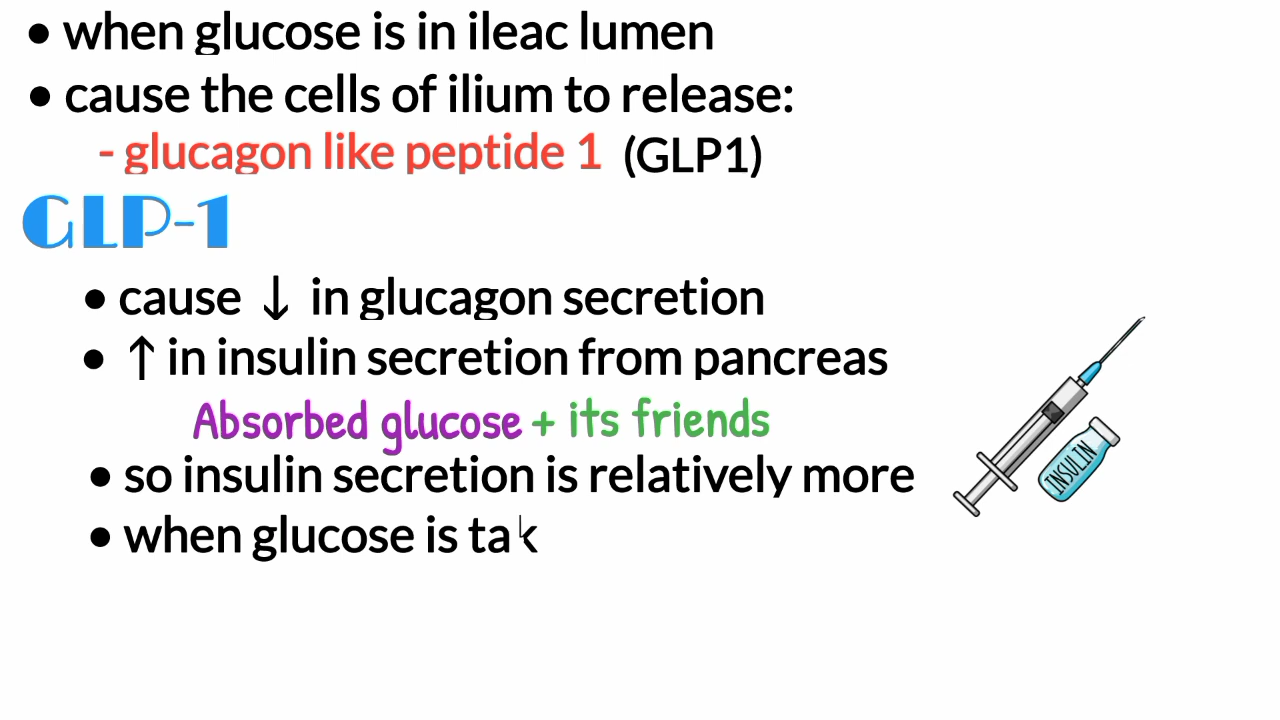 • when glucose is in ileac lumen
• cause the cells of ilium to release:
- glucagon like peptide 1 (GLP1)
GLP-1
• cause ↓ in glucagon secretion
• ↑ in insulin secretion from pancreas
Absorbed glucose + its friends
• so insulin secretion is relatively more
• when glucose is tak
INSULIN